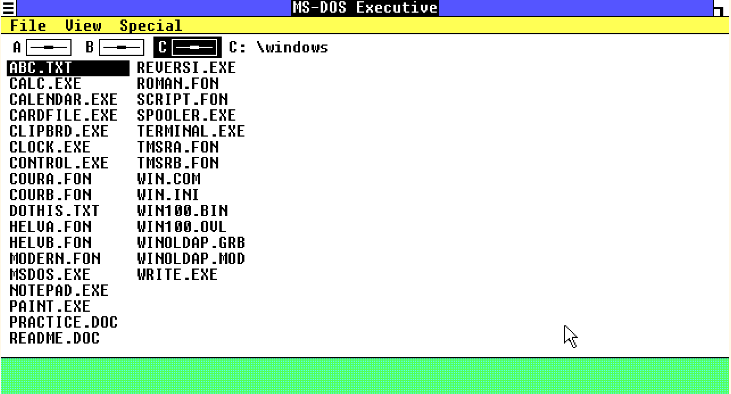 MS-DOS Executive
File View Special
A B C C: \windows
ABC.TXT REVERSI.EXE
CALC.EXE ROMAN.FON
CALENDAR.EXE SCRIPT.FON
CARDFILE.EXE SPOOLER.EXE
CLIPBRD.EXE TERMINAL.EXE
CLOCK.EXE TMSRA.FON
CONTROL.EXE TMSRB.FON
COURA.FON WIN.COM
COURB.FON WIN.INI
DOTHIS.TXT WIN100.BIN
HELVA.FON WIN100.OVL
HELVB.FON WINOLDAP.GRB
MODERN.FON WINOLDAP.MOD
MSDOS.EXE WRITE.EXE
NOTEPAD.EXE
PAINT.EXE
PRACTICE.DOC
README.DOC